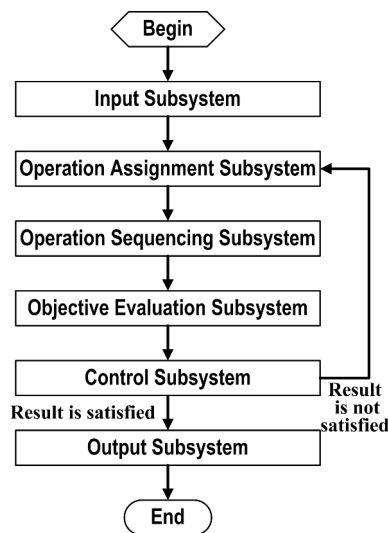 Begin
Input Subsystem
Operation Assignment Subsystem
Operation Sequencing Subsystem
Objective Evaluation Subsystem
Control Subsystem
Result is satisfied
Result
is not
satisfied
Output Subsystem
End